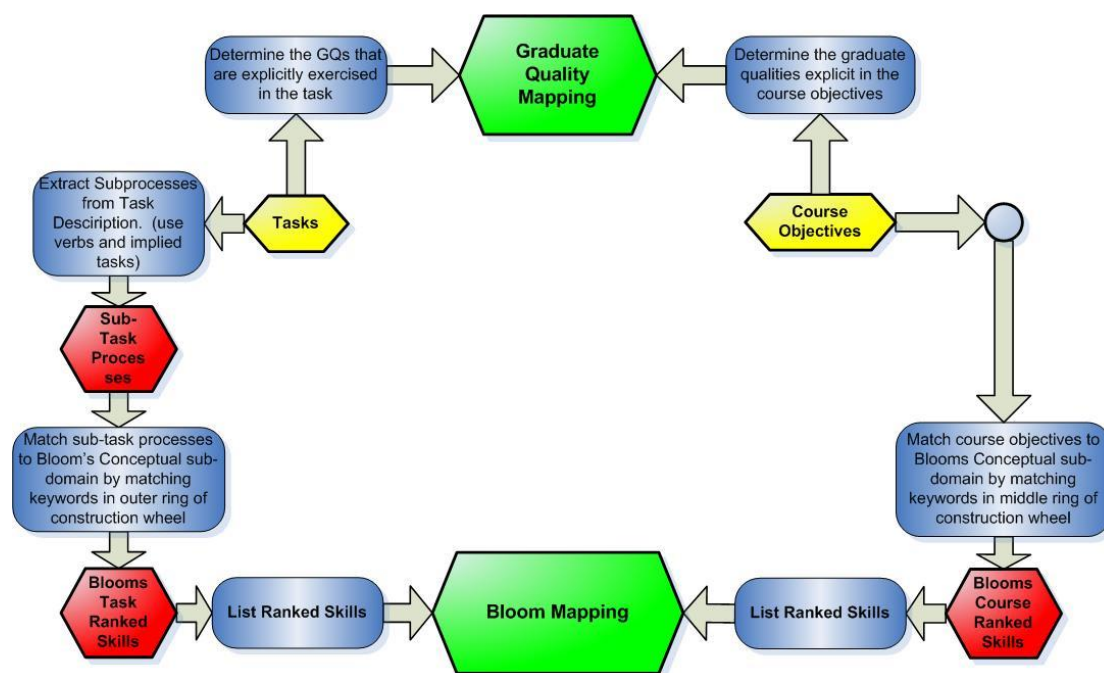 Determine the GQs that
are explicitly exercised
in the task
Graduate
Quality
Mapping
Determine the graduate
qualities explicit in the
course objectives
Extract Subprocesses
from Task
Desciription.  (use
verbs and implied
tasks)
Tasks
Course
Objectives
Sub-
Task
Proces
ses
Match sub-task processes
to Bloom's Conceptual sub-
domain by matching
keywords in outer ring of
construction wheel
Match course objectives to
Blooms Conceptual sub-
domain by matching
keywords in middle ring of
construction wheel
Blooms
Task
Ranked
Skills
List Ranked Skills
Bloom Mapping
List Ranked Skills
Blooms
Course
Ranked
Skills